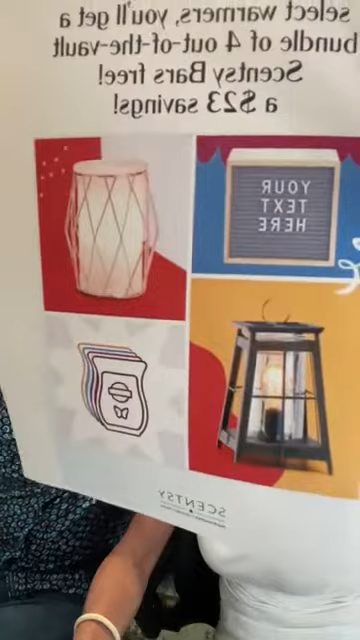 select warmers, you'll get a
bundle of 4 out-of-the-vault
Scentsy Bars free!
a $23 savings!
YOUR
TEXT
HERE
SCENTSY